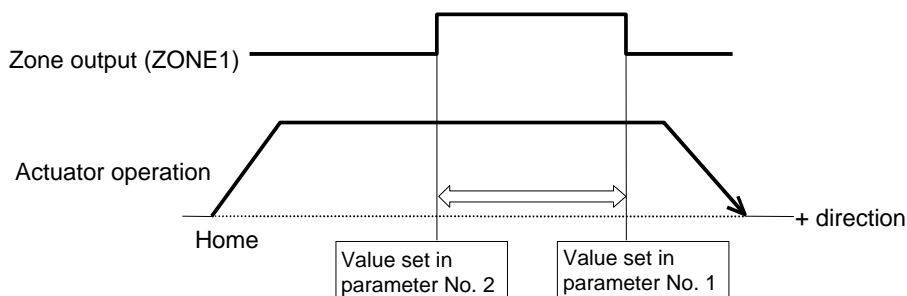 Zone output (ZONE1)
Actuator operation
+ direction
Home
Value set in
parameter No. 2
Value set in
parameter No. 1